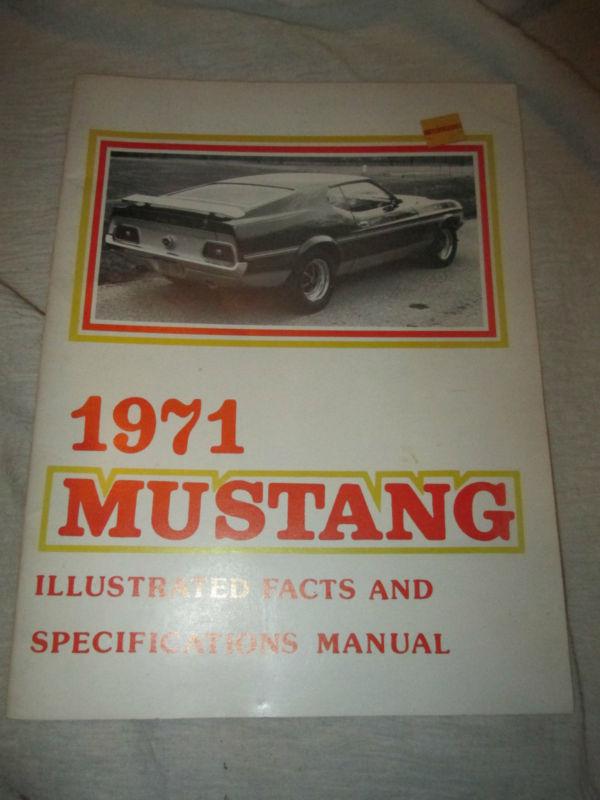 1971
MUSTANG
ILLUSTRATED FACTS AND
SPECIFICATIONS MANUAL